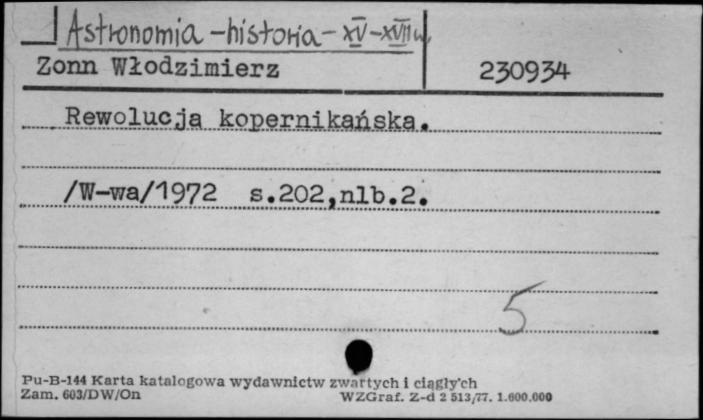 Astronomia - historia - XV - XVII w.
Zonn Włodzimierz 230934
Rewolucja kopernikańska.
/W-wa/1972 s.202,nlb.2.
5
Pu-B-144 Karta katalogowa wydawnictw zwartych i ciągłych
Zam. 603/DW/On WZGraf. Z-d 2 513/77. 1.600.000